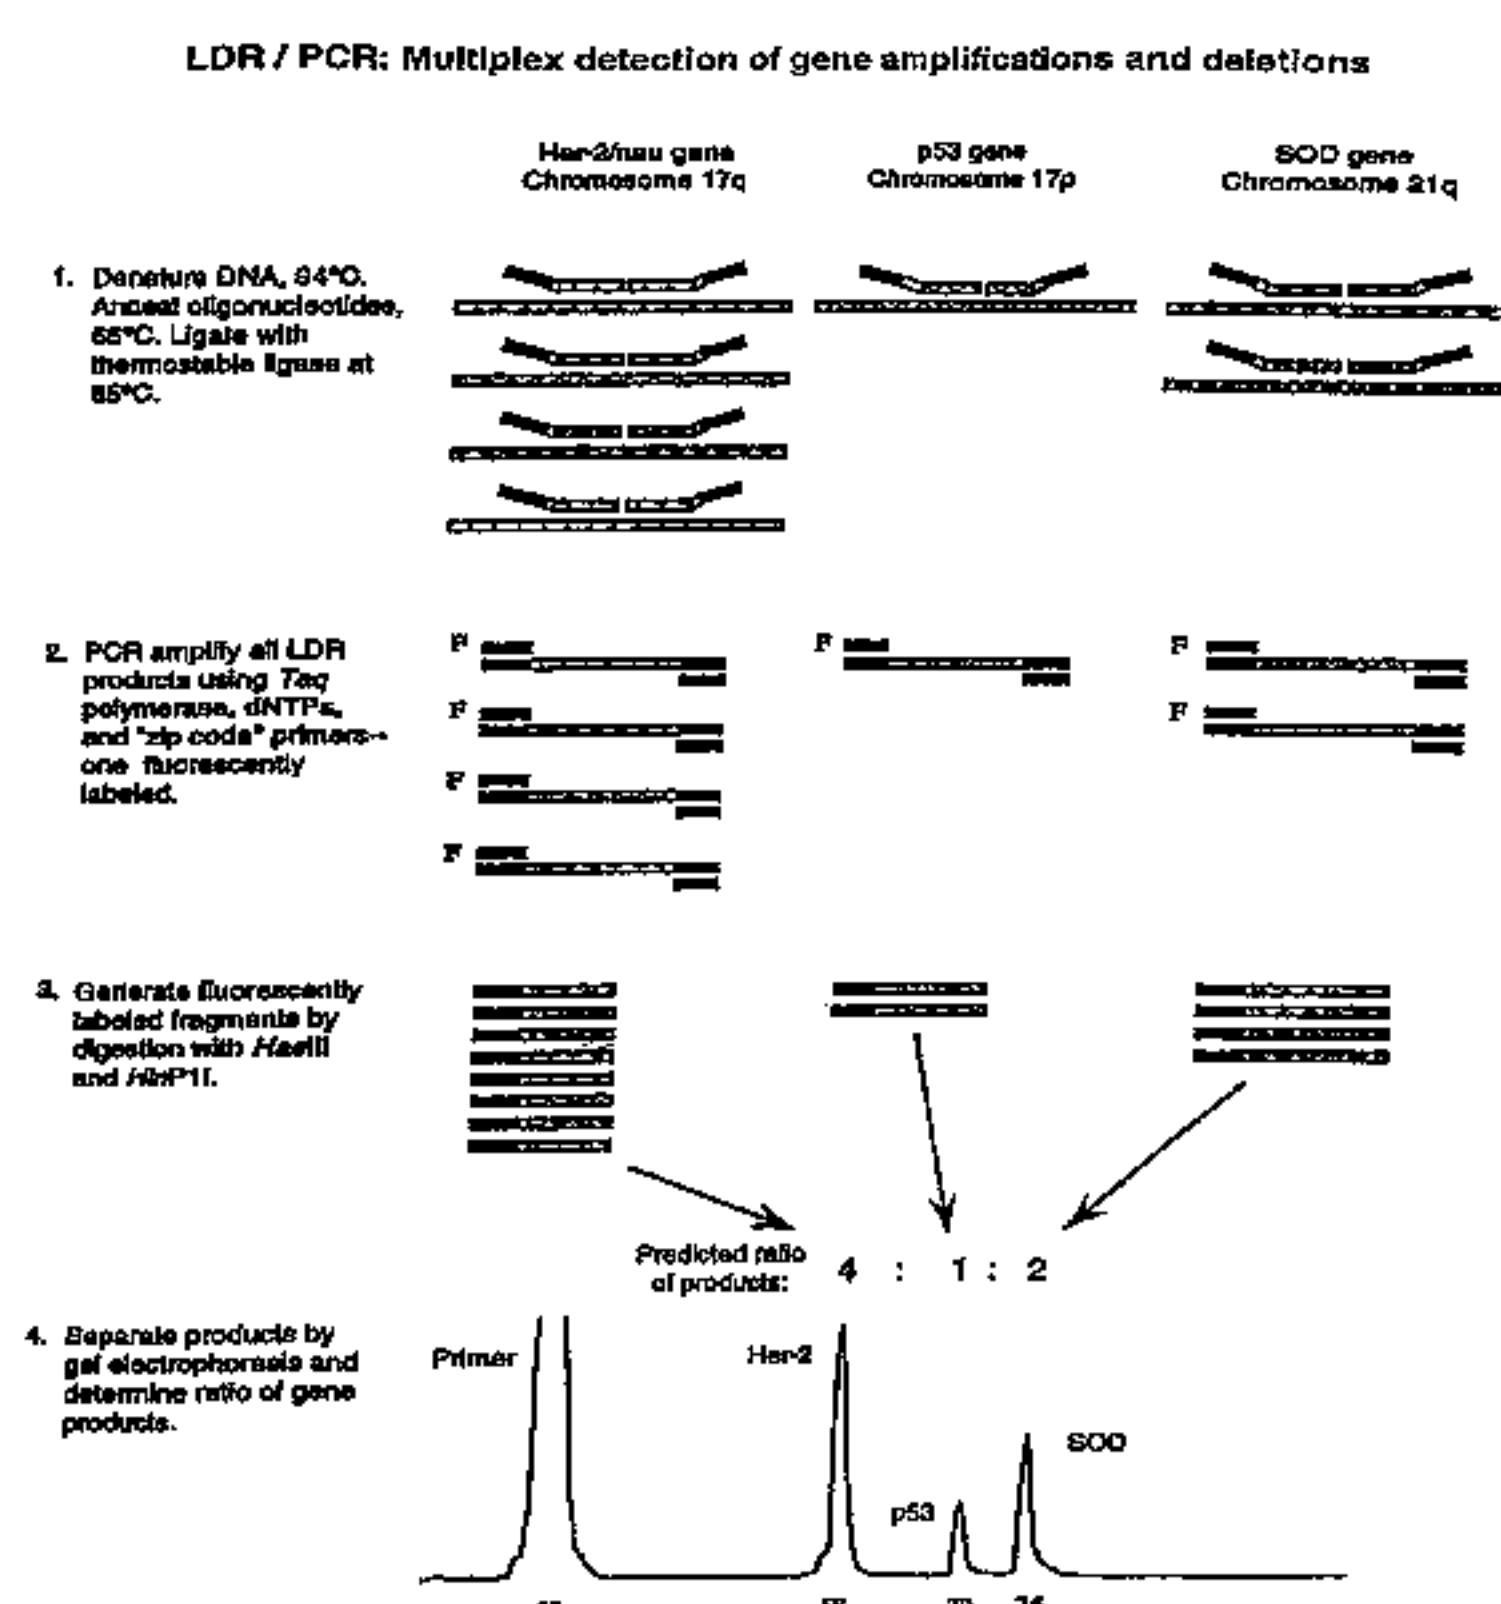 LDR / PCR: Multiplex detection of gene amplifications and deletions
Her-2/neu gene
Chromosome 17q
p53 gene
Chromosome 17p
SOD gene
Chromosome 21q
1. Denature DNA, 94°C.
Anneal oligonucleotides,
65°C. Ligate with
thermostable ligase at
65°C.
2. PCR amplify all LDR
products using Taq
polymerase, dNTPs,
and "zip code" primers--
one fluorescently
labeled.
F
F
F
F
F
F
F
3. Generate fluorescently
labeled fragments by
digestion with HaeIII
and HinP1I.
Predicted ratio
of products:
4 : 1 : 2
4. Separate products by
gel electrophoresis and
determine ratio of gene
products.
Primer
Her-2
p53
SOD